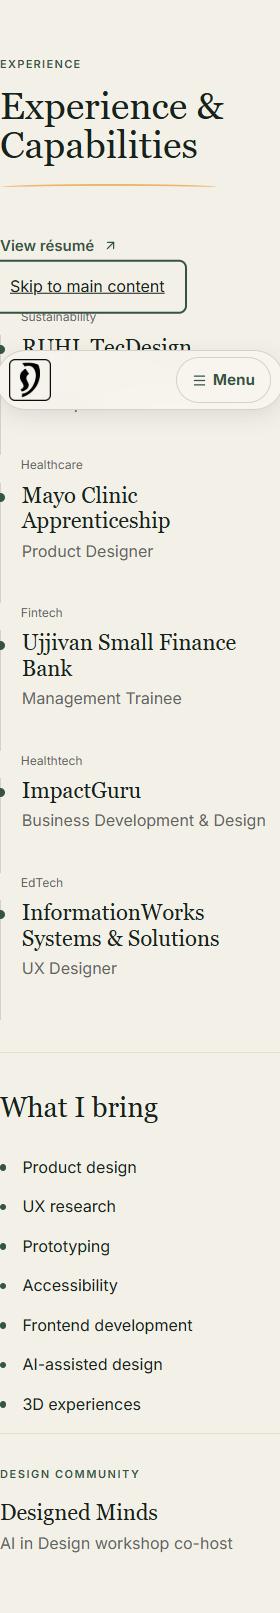 EXPERIENCE
Experience &
Capabilities
View résumé
Skip to main content
Sustainability
RUHL TecDesign
Menu
Healthcare
Mayo Clinic
Apprenticeship
Product Designer
Fintech
Ujjivan Small Finance
Bank
Management Trainee
Healthtech
ImpactGuru
Business Development & Design
EdTech
InformationWorks
Systems & Solutions
UX Designer
What I bring
Product design
UX research
Prototyping
Accessibility
Frontend development
AI-assisted design
3D experiences
DESIGN COMMUNITY
Designed Minds
AI in Design workshop co-host